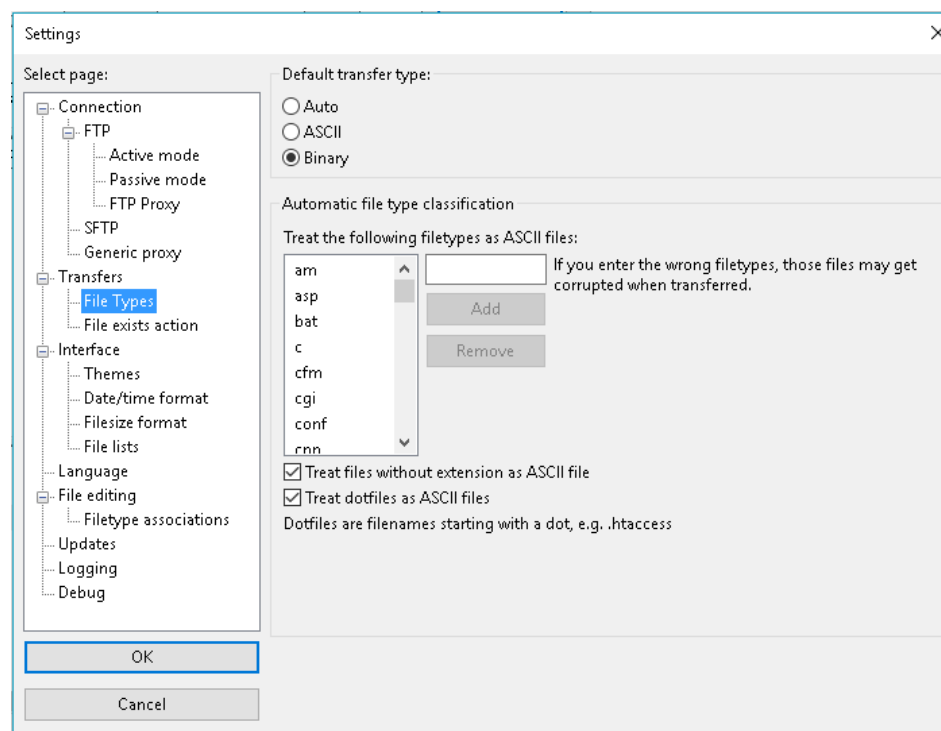 Settings
Select page:
Connection
FTP
Active mode
Passive mode
FTP Proxy
SFTP
Generic proxy
Transfers
File Types
File exists action
Interface
Themes
Date/time format
Filesize format
File lists
Language
File editing
Filetype associations
Updates
Logging
Debug
OK
Cancel
Default transfer type:
Auto
ASCII
Binary
Automatic file type classification
Treat the following filetypes as ASCII files:
am
asp
bat
c
cfm
cgi
conf
cpp
If you enter the wrong filetypes, those files may get
corrupted when transferred.
Add
Remove
Treat files without extension as ASCII file
Treat dotfiles as ASCII files
Dotfiles are filenames starting with a dot, e.g. .htaccess